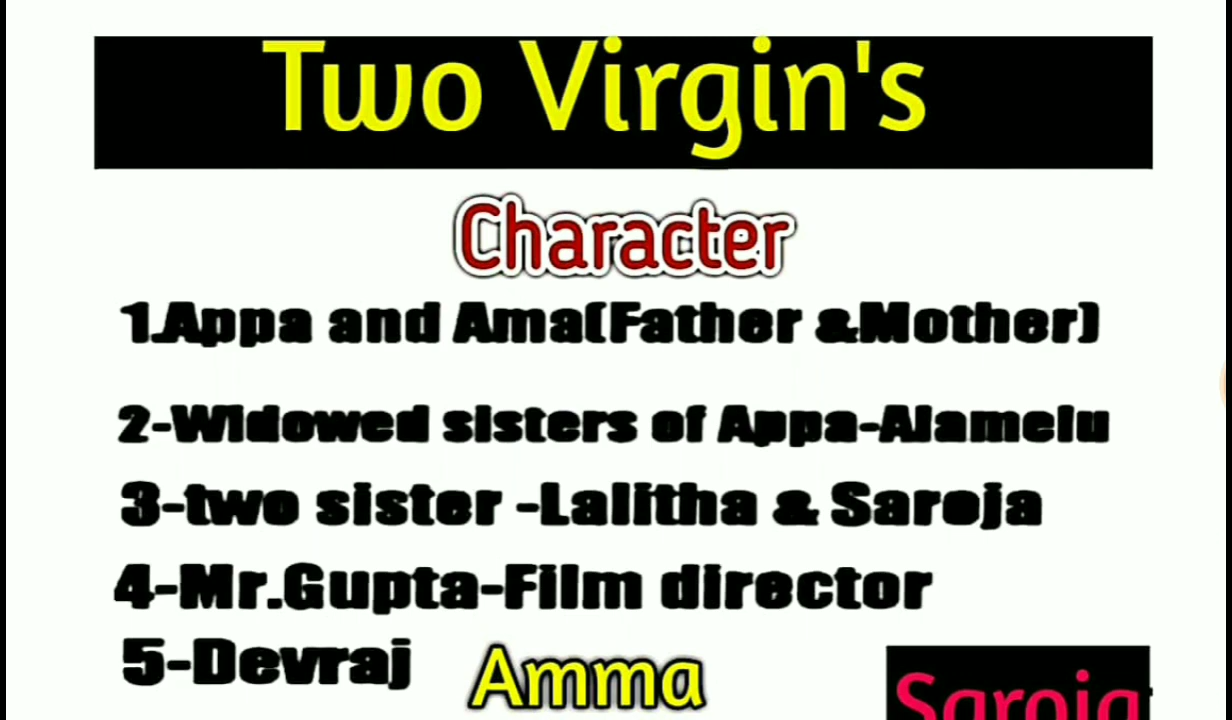 Two Virgin's
Character
1.Appa and Ama(Father &Mother)
2-Widowed sisters of Appa-Alamelu
3-two sister -Lalitha & Saroja
4-Mr.Gupta-Film director
5-Devraj
Amma
Saroja